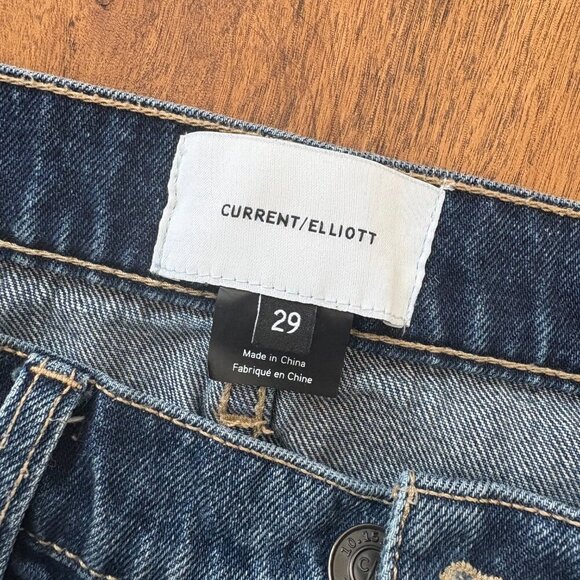 CURRENT/ELLIOTT
29
Made in China
Fabriqué en Chine